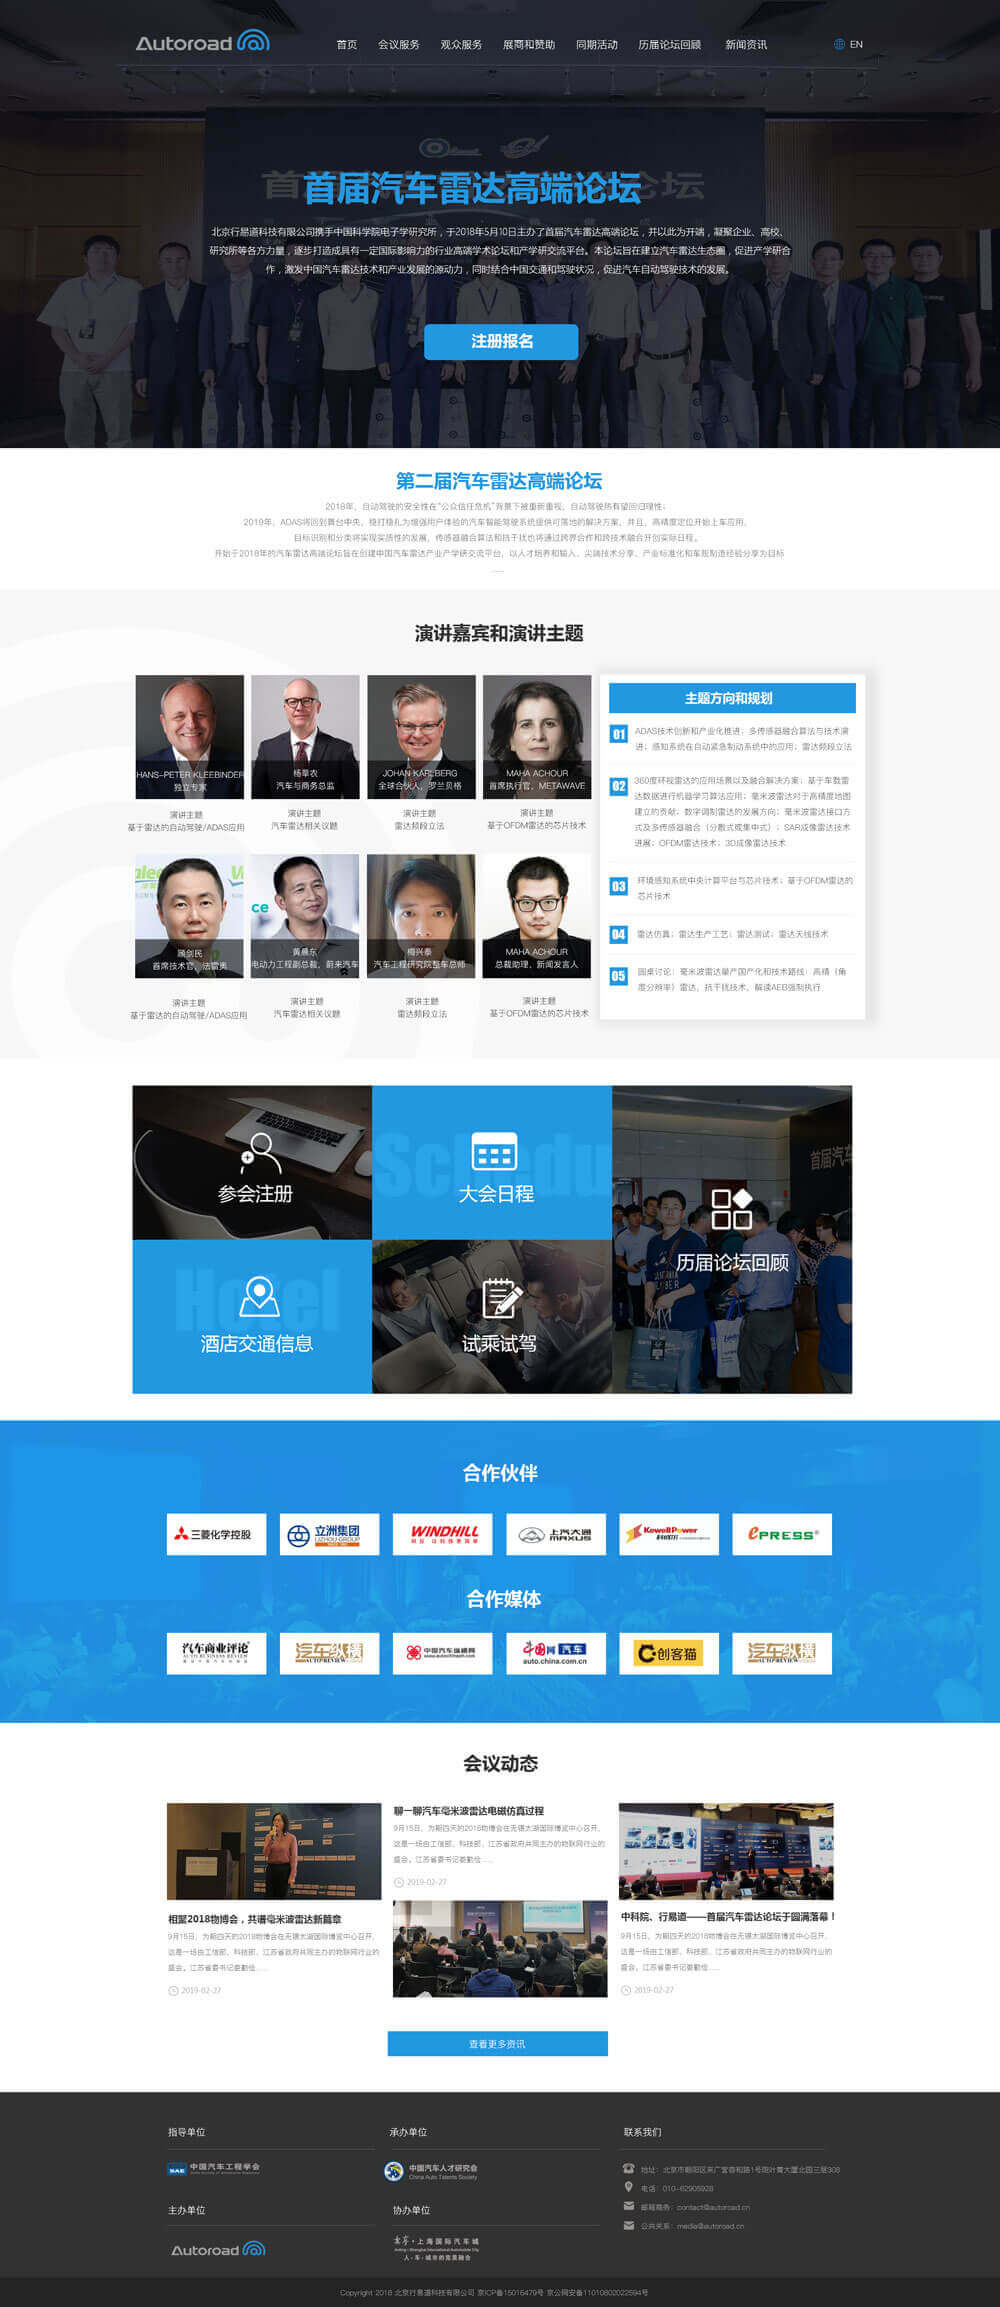 Autoroad
首页 会议服务 观众服务 展商和赞助 同期活动 历届论坛回顾 新闻资讯 EN
首届汽车雷达高端论坛
北京行易道科技有限公司携手中国科学院电子学研究所，于2018年5月10日主办了首届汽车雷达高端论坛，并以此为开端，凝聚企业、高校、
研究所等各方力量，逐步打造成具有一定国际影响力的行业高端学术论坛和产学研交流平台。本论坛旨在建立汽车雷达生态圈，促进产学研合
作，激发中国汽车雷达技术和产业发展的源动力，同时结合中国交通和驾驶状况，促进汽车自动驾驶技术的发展。
注册报名
第二届汽车雷达高端论坛
2018年，自动驾驶的安全性在“公众信任危机”背景下被重新重视，自动驾驶热有望回归理性；
2019年，ADAS将回到舞台中央，稳打稳扎为增强用户体验的汽车智能驾驶系统提供可落地的解决方案，并且，高精度定位开始上车应用，
目标识别和分类将实现实质性的发展，传感器融合算法和抗干扰也将通过跨界合作和跨技术融合开创实际日程。
开始于2018年的汽车雷达高端论坛旨在创建中国汽车雷达产业产学研交流平台，以人才培养和输入、尖端技术分享、产业标准化和车规制造经验分享为目标
......
演讲嘉宾和演讲主题
HANS-PETER KLEEBINDER
独立专家
演讲主题
基于雷达的自动驾驶/ADAS应用
杨莘农
汽车与商务总监
演讲主题
汽车雷达相关议题
JOHAN KARLBERG
全球合伙人，罗兰贝格
演讲主题
雷达频段立法
MAHA ACHOUR
首席执行官，METAWAVE
演讲主题
基于OFDM雷达的芯片技术
顾剑民
首席技术官，法雷奥
演讲主题
基于雷达的自动驾驶/ADAS应用
黄晨东
电动力工程副总裁，前来汽车
演讲主题
汽车雷达相关议题
梅兴泰
汽车工程研究院整车总师
演讲主题
雷达频段立法
MAHA ACHOUR
总裁助理，新闻发言人
演讲主题
基于OFDM雷达的芯片技术
主题方向和规划
01 ADAS技术创新和产业化推进；多传感器融合算法与技术演
进；感知系统在自动紧急制动系统中的应用；雷达频段立法
02 360度环视雷达的应用场景以及融合解决方案；基于车载雷
达数据进行机器学习算法应用；毫米波雷达对于高精度地图
建立的贡献；数字调制雷达的发展方向；毫米波雷达接口方
式及多传感器融合（分散式或集中式）；SAR成像雷达技术
进展；OFDM雷达技术；3D成像雷达技术
03 环境感知系统中央计算平台与芯片技术；基于OFDM雷达的
芯片技术
04 雷达仿真；雷达生产工艺；雷达测试；雷达天线技术
05 圆桌讨论：毫米波雷达量产国产化和技术路线：高精（角
度分辨率）雷达，抗干扰技术，解读AEB强制执行
参会注册
Schedu
大会日程
历届论坛回顾
Hotel
酒店交通信息
试乘试驾
合作伙伴
三菱化学控股
立洲集团
LIZHOU GROUP
WINDHILL
上汽大通
MAXUS
KowellPower
ePRESS
合作媒体
汽车商业评论
AUTO BUSINESS REVIEW
汽车纵横
AUTO REVIEW
中国汽车纵横网
中国网 汽车
auto.china.com.cn
创客猫
汽车纵横
AUTO REVIEW
会议动态
相聚2018物博会，共谱毫米波雷达新篇章
9月15日，为期四天的2018物博会在无锡太湖国际博览中心召开，
这是一场由工信部、科技部、江苏省政府共同主办的物联网行业的
盛会。江苏省委书记娄勤俭......
2019-02-27
聊一聊汽车毫米波雷达电磁仿真过程
9月15日，为期四天的2018物博会在无锡太湖国际博览中心召开，
这是一场由工信部、科技部、江苏省政府共同主办的物联网行业的
盛会。江苏省委书记娄勤俭......
2019-02-27
中科院、行易道——首届汽车雷达论坛于圆满落幕！
9月15日，为期四天的2018物博会在无锡太湖国际博览中心召开，
这是一场由工信部、科技部、江苏省政府共同主办的物联网行业的
盛会。江苏省委书记娄勤俭......
2019-02-27
查看更多资讯
指导单位
SAE 中国汽车工程学会
承办单位
中国汽车人才研究会
China Auto Talents Society
主办单位
Autoroad
协办单位
上海国际汽车城
人·车·城市的完美融合
联系我们
地址：北京市朝阳区来广营容和路1号院叶青大厦北园三层308
电话：010-62905928
邮箱商务：contact@autoroad.cn
公共关系：media@autoroad.cn
Copyright 2018 北京行易道科技有限公司 京ICP备15016479号 京公网安备11010802022594号